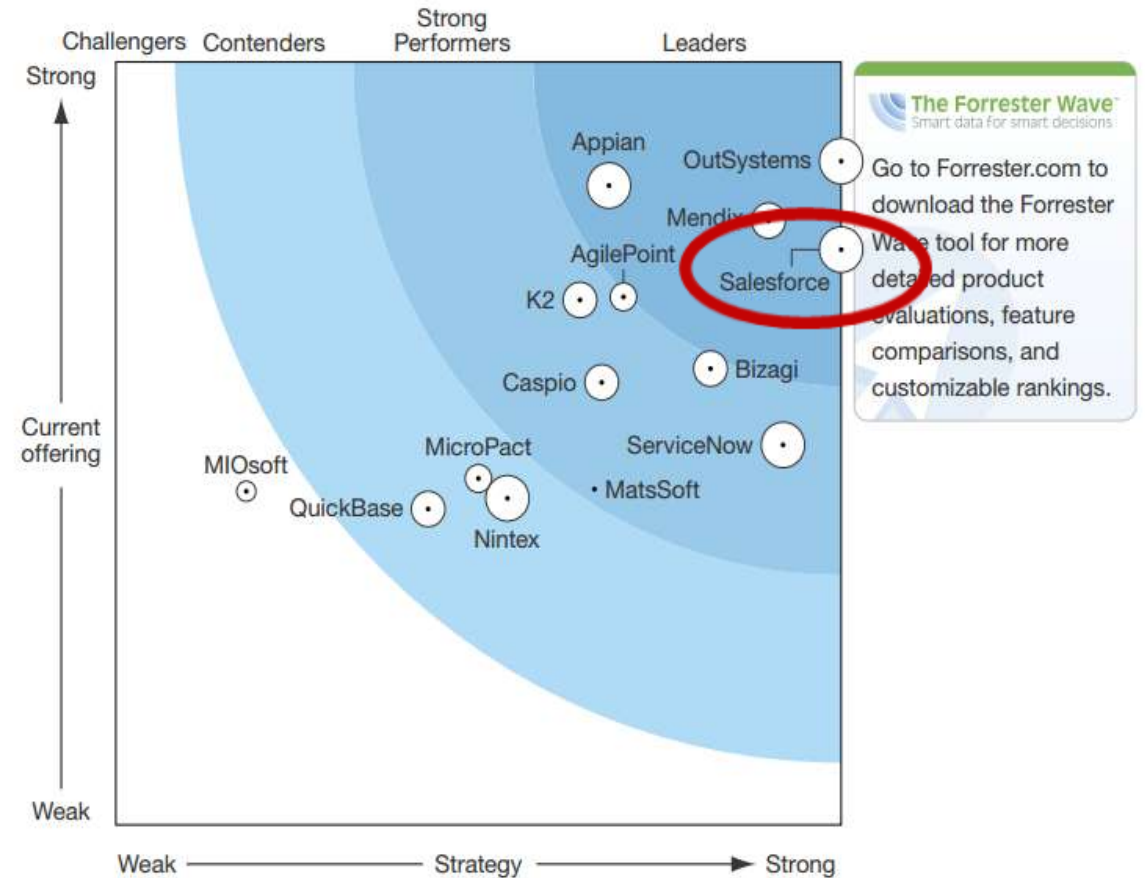 Strong
Performers
Challengers
Contenders
Leaders
Strong
The Forrester Wave™
Smart data for smart decisions
Go to Forrester.com to
download the Forrester
Wave tool for more
detailed product
evaluations, feature
comparisons, and
customizable rankings.
Appian
OutSystems
Mendix
AgilePoint
Salesforce
K2
Bizagi
Caspio
Current
offering
ServiceNow
MicroPact
MIOsoft
MatsSoft
QuickBase
Nintex
Weak
Weak
Strategy
Strong